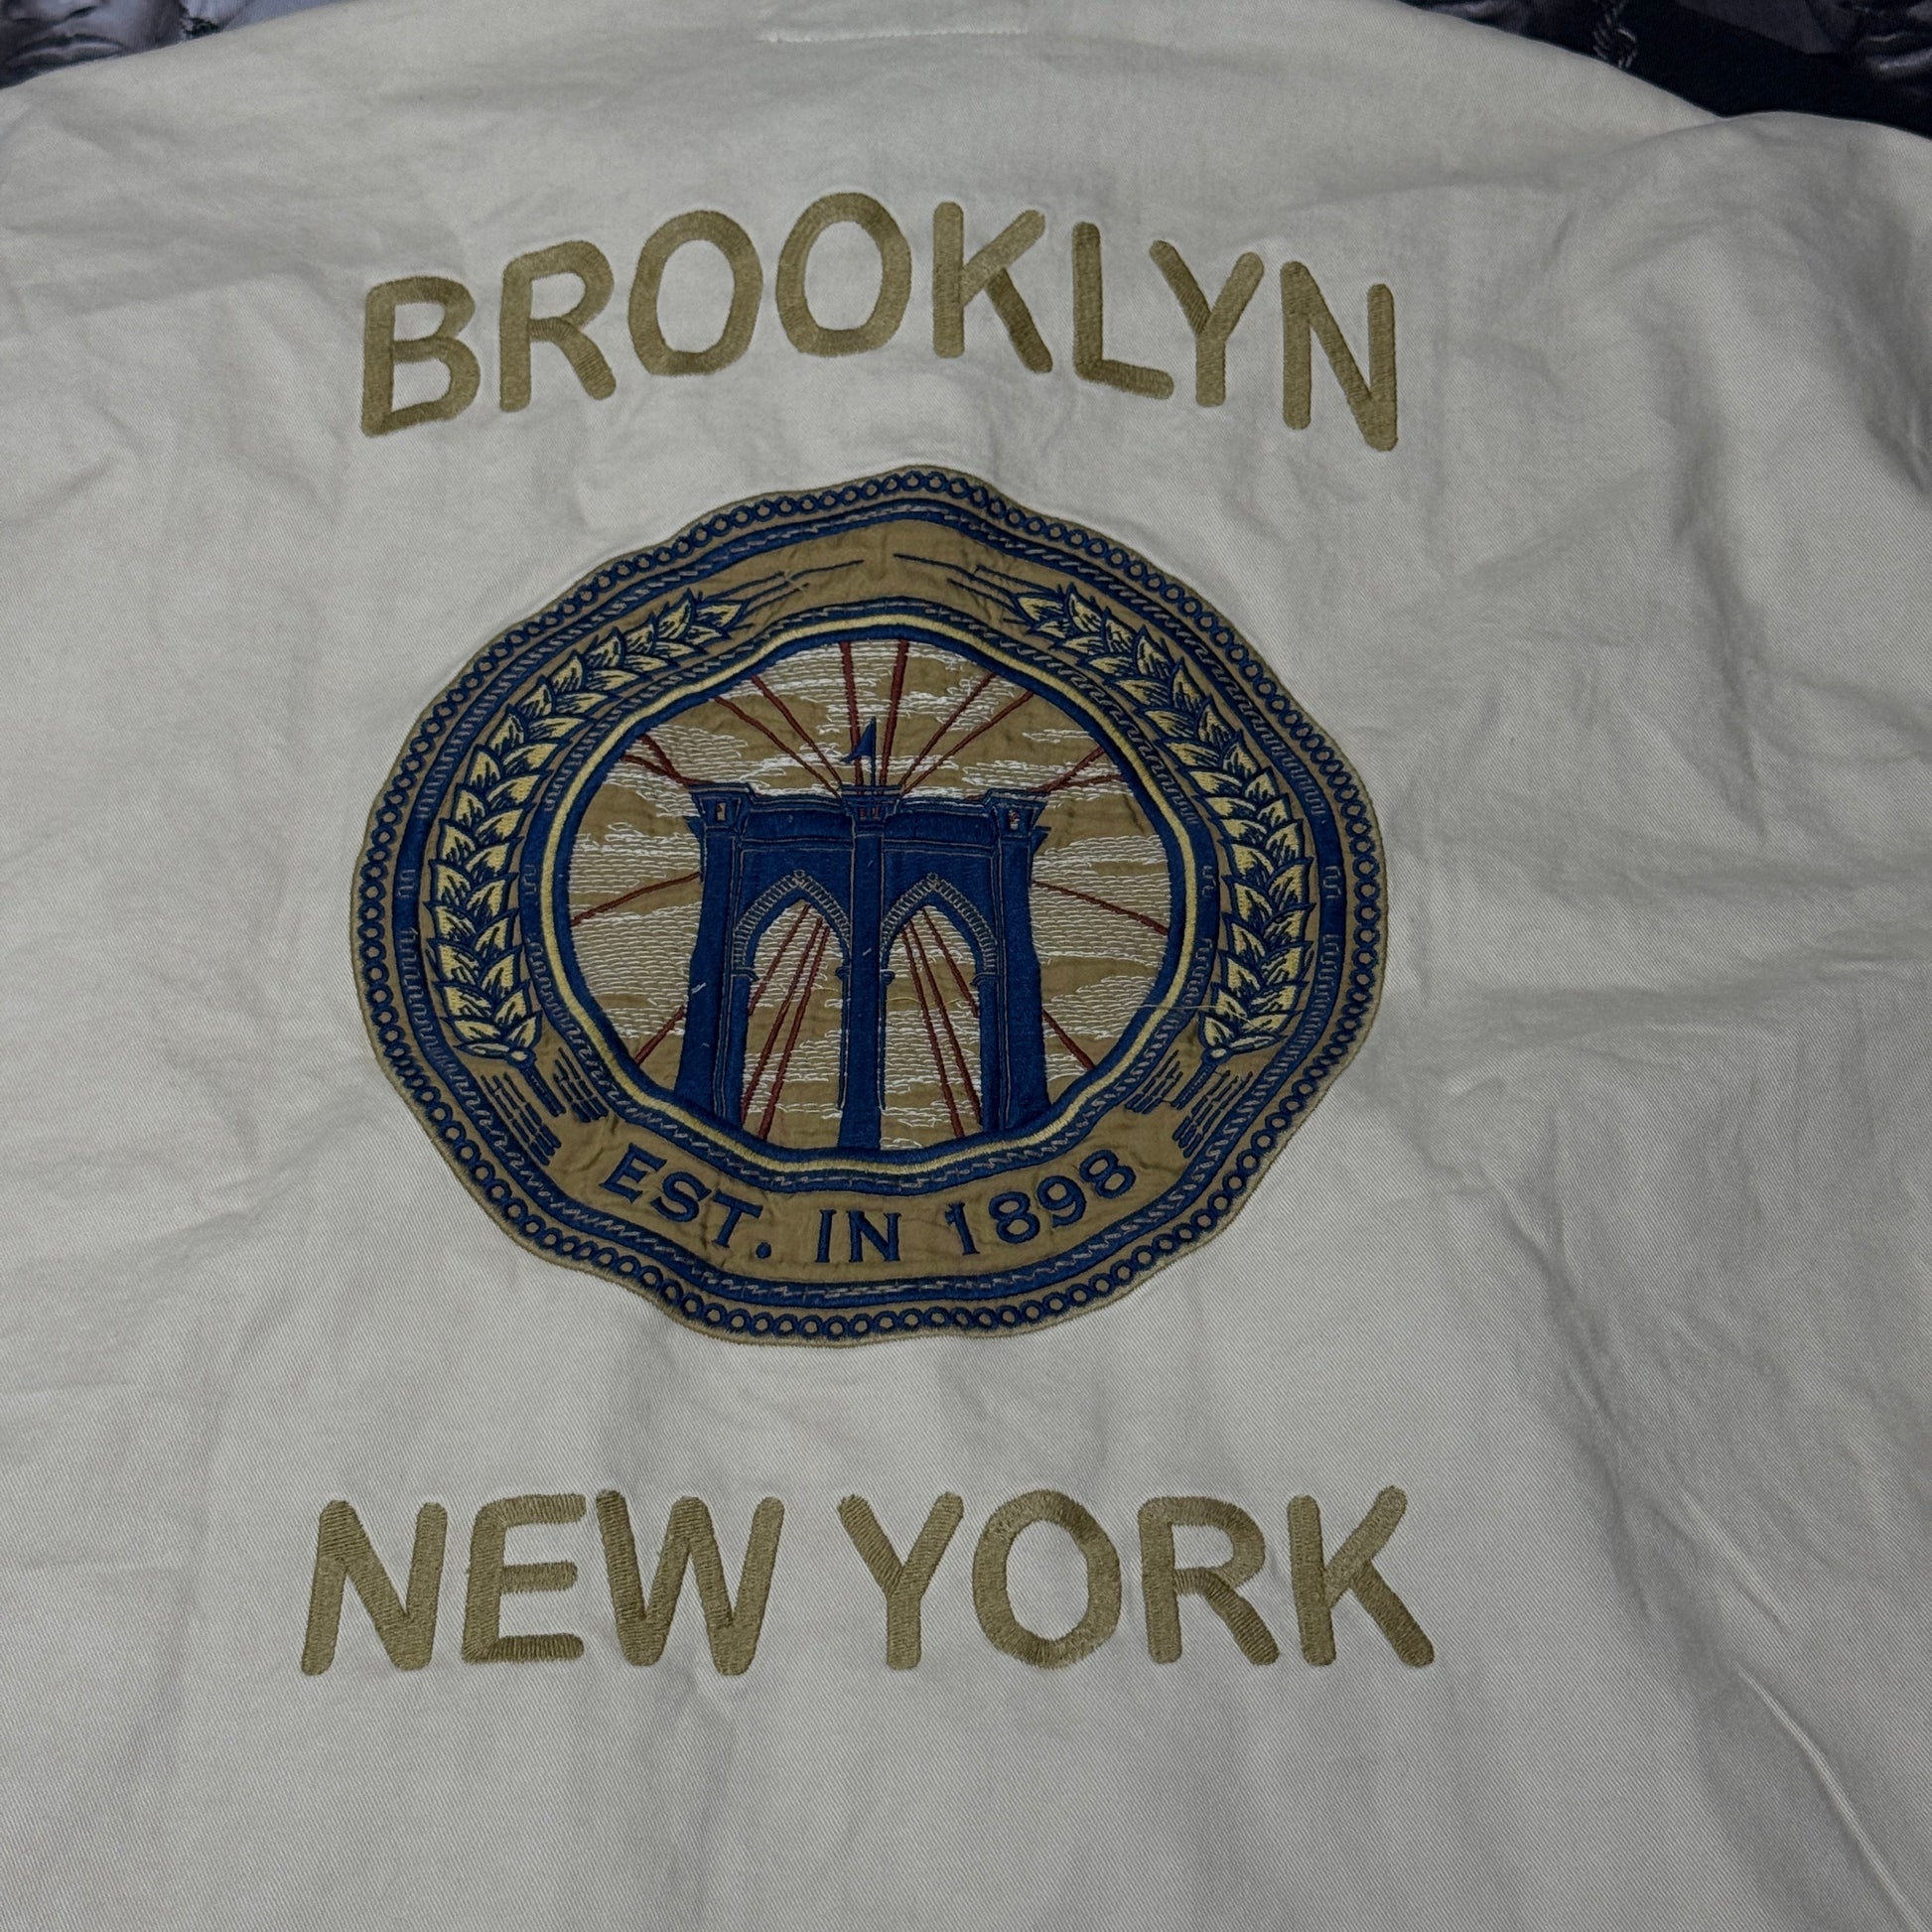 BROOKLYN
EST. IN 1898
NEW YORK